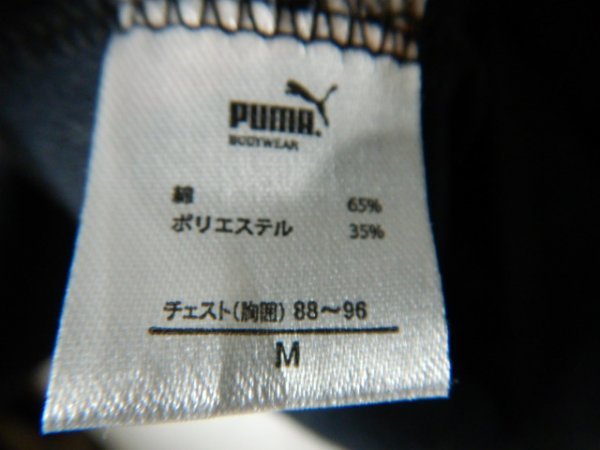 PUMA
BODYWEAR
綿 65%
ポリエステル 35%
チェスト(胸囲) 88〜96
M